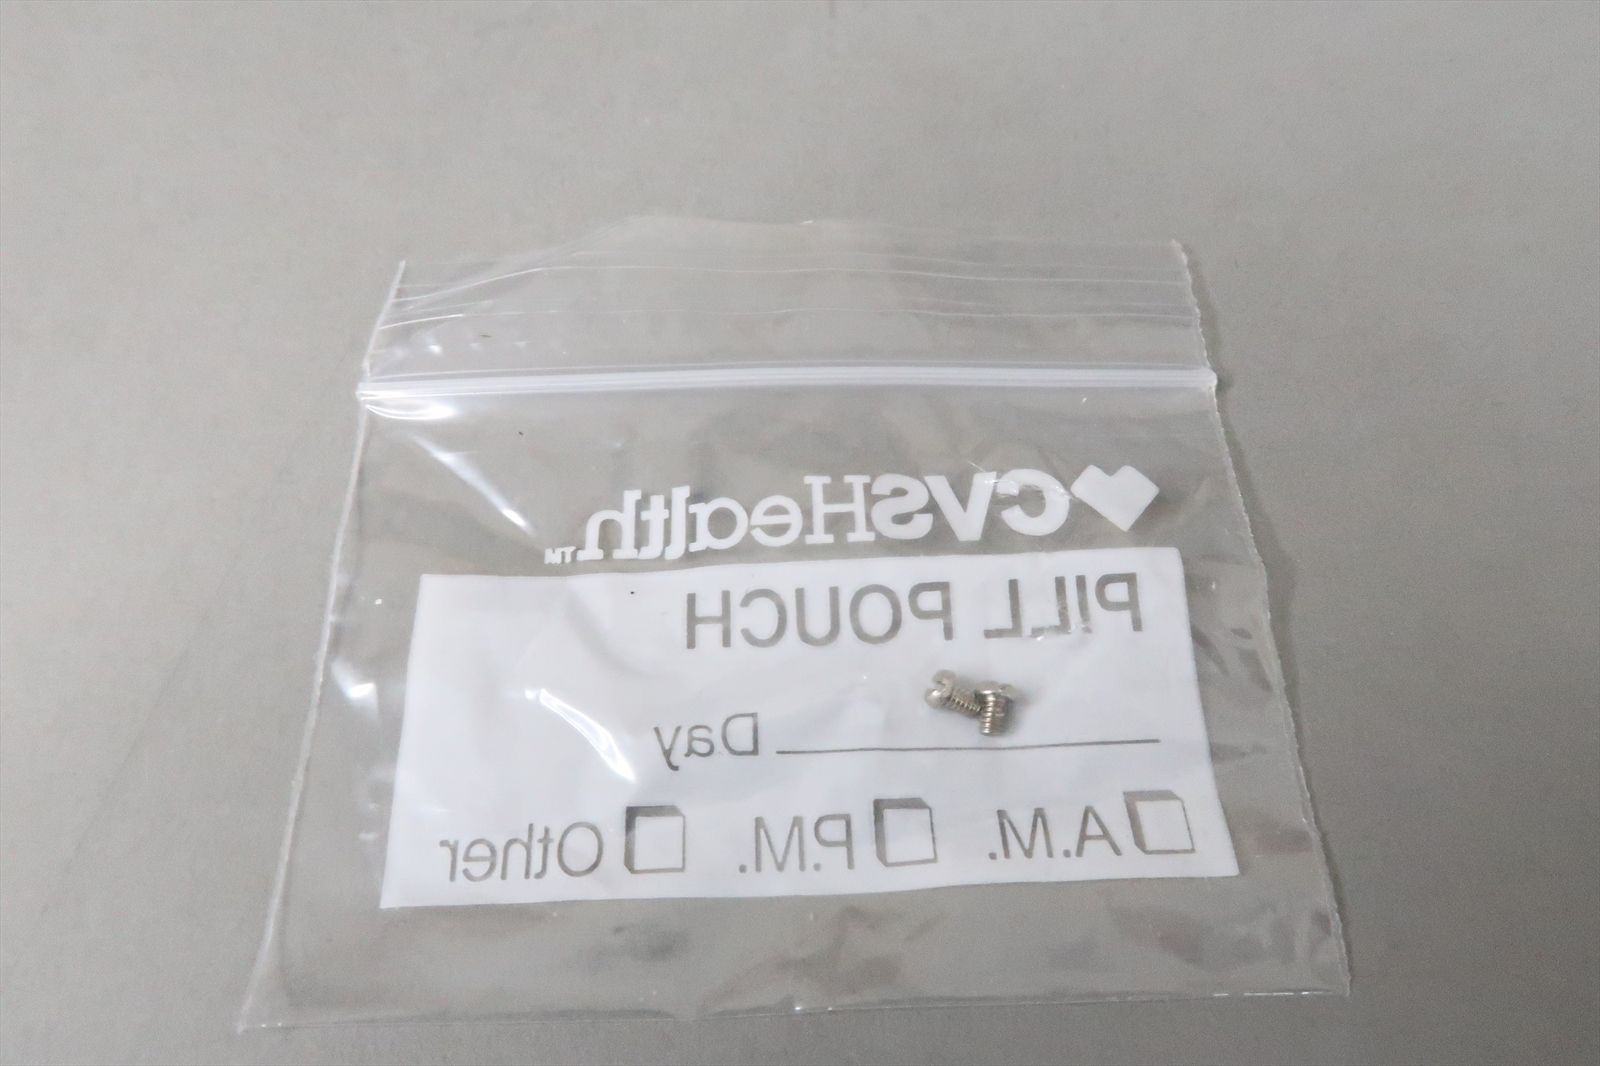 CVSHealth™
PILL POUCH
Day
A.M. P.M. Other